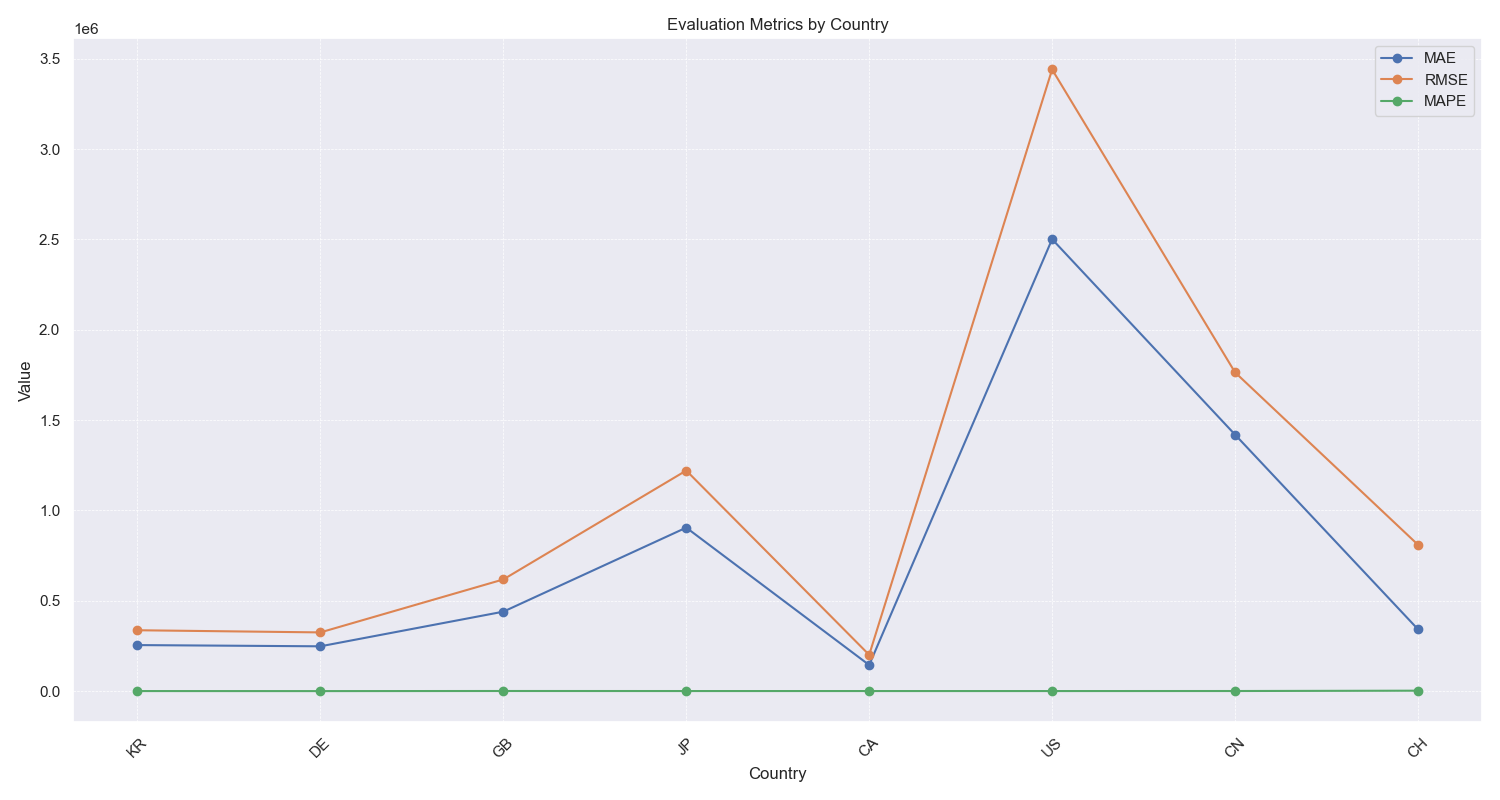 Evaluation Metrics by Country
1e6
3.5
3.0
2.5
2.0
1.5
1.0
0.5
0.0
Value
MAE
RMSE
MAPE
KR
DE
GB
JP
CA
US
CN
CH
Country